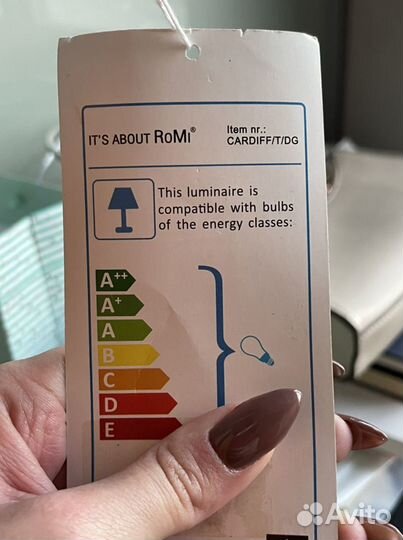 IT'S ABOUT RoMi®
Item nr.:
CARDIFF/T/DG
This luminaire is
compatible with bulbs
of the energy classes:
A++
A+
A
B
C
D
E
Avito